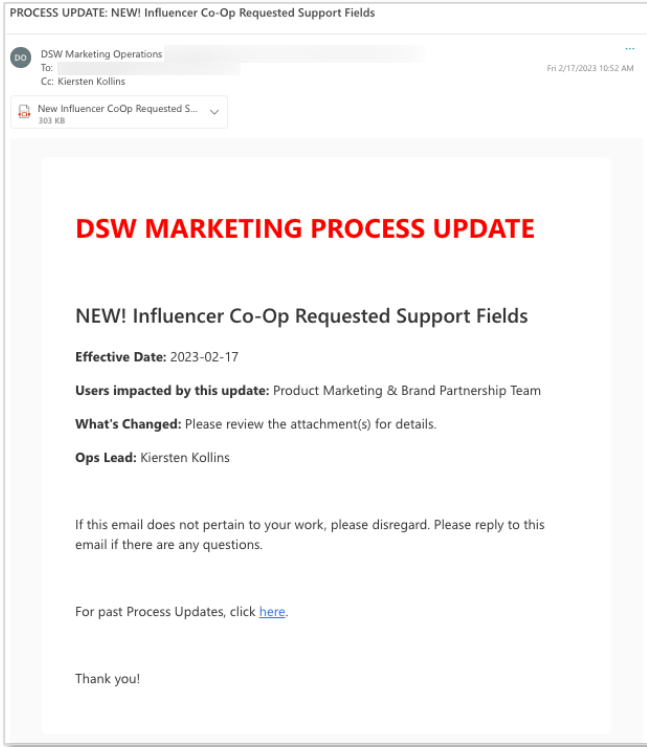 PROCESS UPDATE: NEW! Influencer Co-Op Requested Support Fields
DO
DSW Marketing Operations
To:
Cc: Kiersten Kollins
...
Fri 2/17/2023 10:52 AM
New Influencer CoOp Requested S...
303 KB
DSW MARKETING PROCESS UPDATE
NEW! Influencer Co-Op Requested Support Fields
Effective Date: 2023-02-17
Users impacted by this update: Product Marketing & Brand Partnership Team
What's Changed: Please review the attachment(s) for details.
Ops Lead: Kiersten Kollins
If this email does not pertain to your work, please disregard. Please reply to this
email if there are any questions.
For past Process Updates, click here.
Thank you!